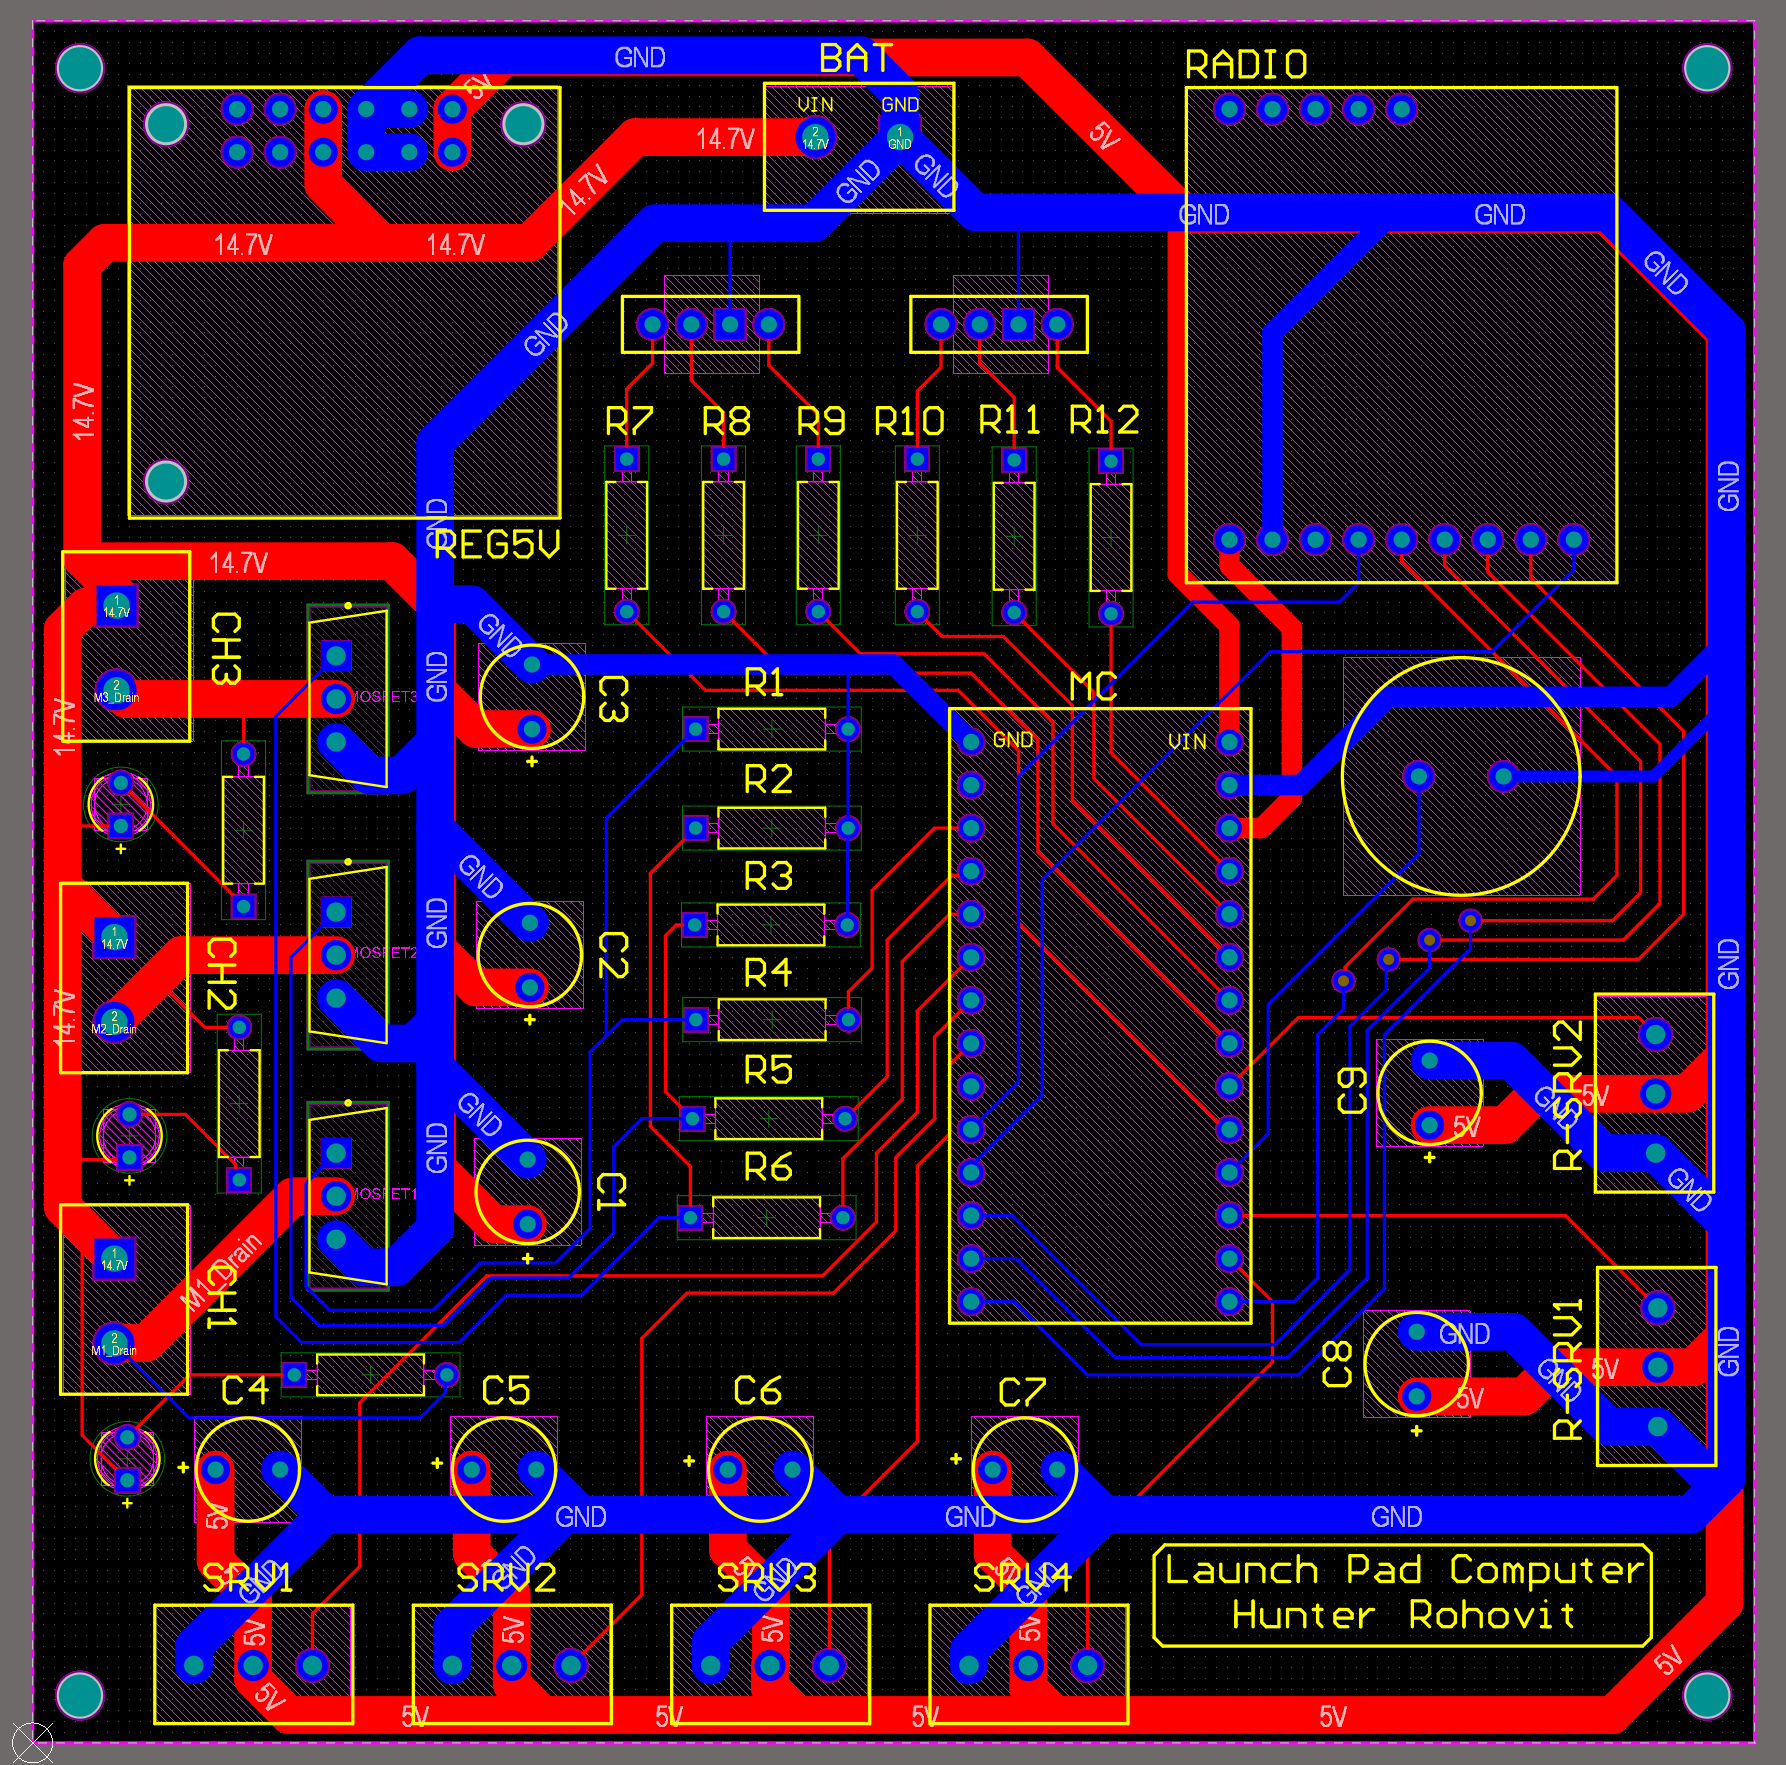 GND
BAT
RADIO
5V
VIN
GND
2
14.7V
1
GND
14.7V
5V
14.7V
GND
GND
GND
GND
14.7V
14.7V
GND
GND
14.7V
R7
R8
R9
R10
R11
R12
GND
GND
REG5V
14.7V
1
14.7V
CH3
GND
GND
C3
R1
MC
2
M3_Drain
MOSFET3
14.7V
GND
VIN
+
R2
+
GND
R3
1
14.7V
CH2
MOSFET2
GND
C2
R4
GND
14.7V
2
M2_Drain
+
R5
C9
R-SRV2
GND
5V
5V
GND
GND
+
R6
+
GND
MOSFET1
C1
GND
1
14.7V
CH1
M1_Drain
+
2
M1_Drain
C8
GND
R-SRV1
5V
GND
GND
5V
+
C4
C5
C6
C7
+
+
+
+
+
5V
GND
GND
GND
SRV1
SRV2
SRV3
SRV4
GND
GND
GND
GND
5V
5V
5V
5V
5V
5V
5V
Launch Pad Computer
Hunter Rohovit
5V
5V
5V
5V
5V
5V